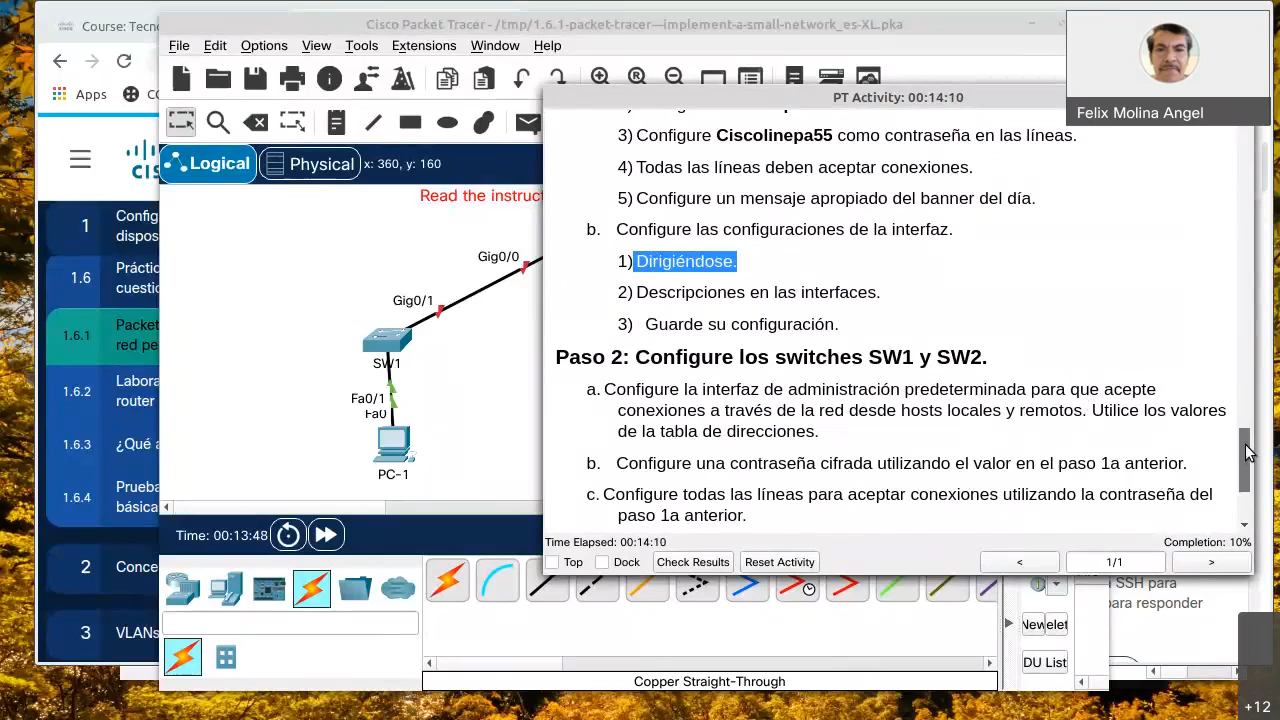 Course: Tecno
Cisco Packet Tracer - /tmp/1.6.1-packet-tracer---implement-a-small-network_es-XL.pka
File Edit Options View Tools Extensions Window Help
Apps
PT Activity: 00:14:10
Felix Molina Angel
Logical
Physical
x: 360, y: 160
Read the instruct
3) Configure Ciscolinepa55 como contraseña en las líneas.
4) Todas las líneas deben aceptar conexiones.
5) Configure un mensaje apropiado del banner del día.
b. Configure las configuraciones de la interfaz.
1) Dirigiéndose.
2) Descripciones en las interfaces.
3) Guarde su configuración.
Paso 2: Configure los switches SW1 y SW2.
a. Configure la interfaz de administración predeterminada para que acepte
conexiones a través de la red desde hosts locales y remotos. Utilice los valores
de la tabla de direcciones.
b. Configure una contraseña cifrada utilizando el valor en el paso 1a anterior.
c. Configure todas las líneas para aceptar conexiones utilizando la contraseña del
paso 1a anterior.
Time Elapsed: 00:14:10
Completion: 10%
Top
Dock
Check Results
Reset Activity
<
1/1
>
1
Config
dispos
1.6
Práctic
cuestic
1.6.1
Packet
red pe
1.6.2
Labora
router
1.6.3
¿Qué a
1.6.4
Prueba
básica
2
Conce
3
VLANs
Gig0/0
Gig0/1
SW1
Fa0/1
Fa0
PC-1
Time: 00:13:48
SSH para
para responder
New
elet
DU List
Copper Straight-Through
+12